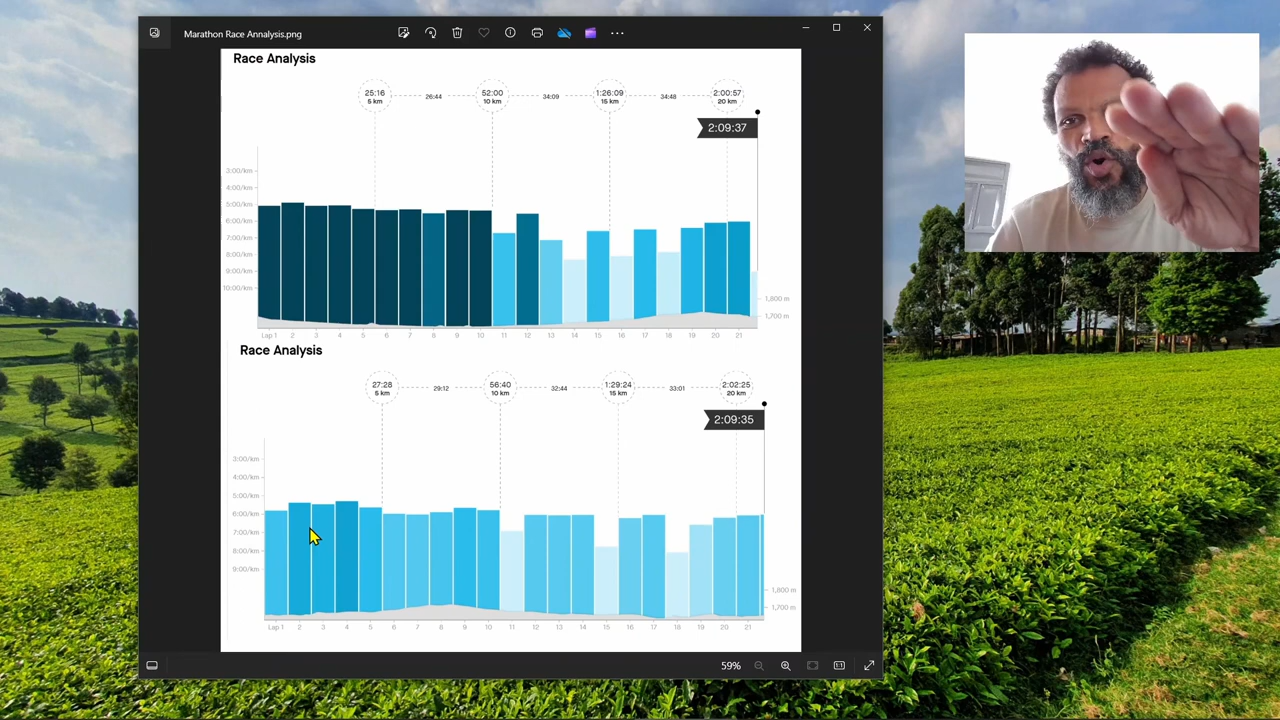 Marathon Race Annalysis.png
Race Analysis
25:16 5 km 26:44 52:00 10 km 34:09 1:26:09 15 km 34:48 2:00:57 20 km
2:09:37
3:00/km
4:00/km
5:00/km
6:00/km
7:00/km
8:00/km
9:00/km
10:00/km
1,800 m
1,700 m
Lap 1 2 3 4 5 6 7 8 9 10 11 12 13 14 15 16 17 18 19 20 21
Race Analysis
27:28 5 km 29:12 56:40 10 km 32:44 1:29:24 15 km 33:01 2:02:25 20 km
2:09:35
3:00/km
4:00/km
5:00/km
6:00/km
7:00/km
8:00/km
9:00/km
1,800 m
1,700 m
Lap 1 2 3 4 5 6 7 8 9 10 11 12 13 14 15 16 17 18 19 20 21
59%